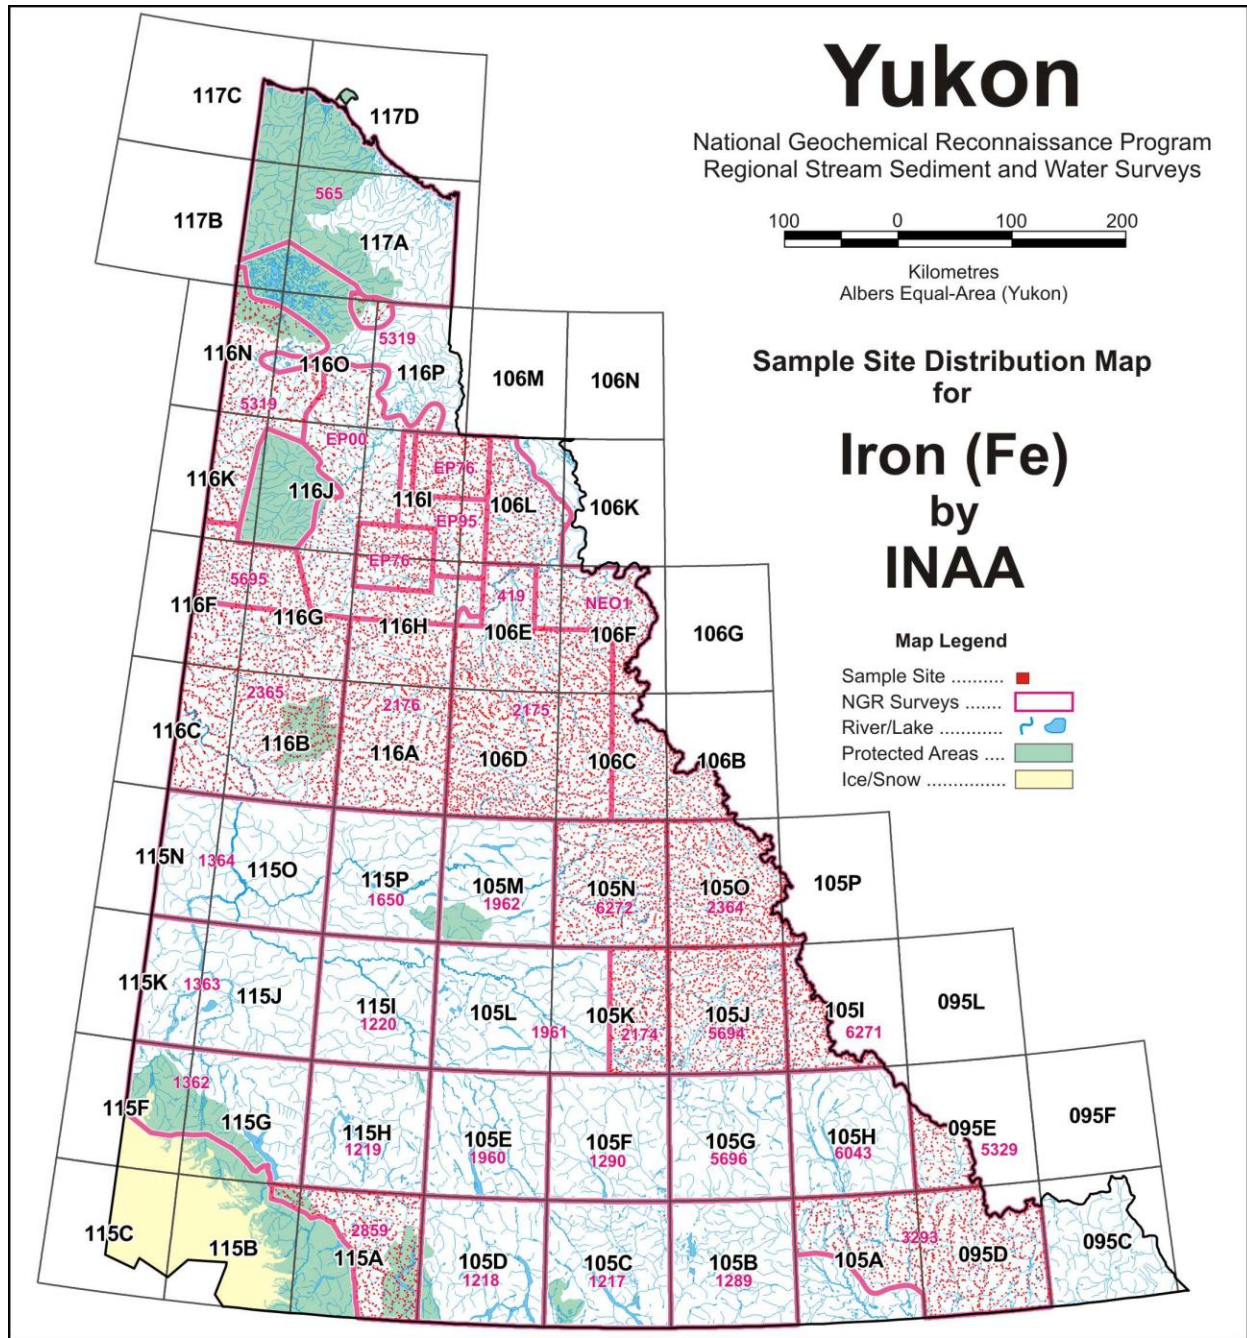 Yukon
National Geochemical Reconnaissance Program
Regional Stream Sediment and Water Surveys
100 0 100 200
Kilometres
Albers Equal-Area (Yukon)
Sample Site Distribution Map
for
Iron (Fe)
by
INAA
Map Legend
Sample Site ..........
NGR Surveys .......
River/Lake ............
Protected Areas ....
Ice/Snow ...............
117C
117D
565
117B
117A
5319
116N
116O
116P
106M
106N
5319
EP00
EP76
116K
116J
116I
106L
106K
EP95
EP76
5695
419
NEO1
116F
116G
116H
106E
106F
106G
2365
2176
2175
116C
116B
116A
106D
106C
106B
115N
1364
115O
115P
1650
105M
1962
105N
6272
105O
2364
105P
115K
1363
115J
115I
1220
105L
1961
105K
2174
105J
5694
105I
6271
095L
1362
115F
115G
115H
1219
105E
1960
105F
1290
105G
5696
105H
6043
095E
5329
095F
115C
115B
2859
115A
105D
1218
105C
1217
105B
1289
105A
3293
095D
095C